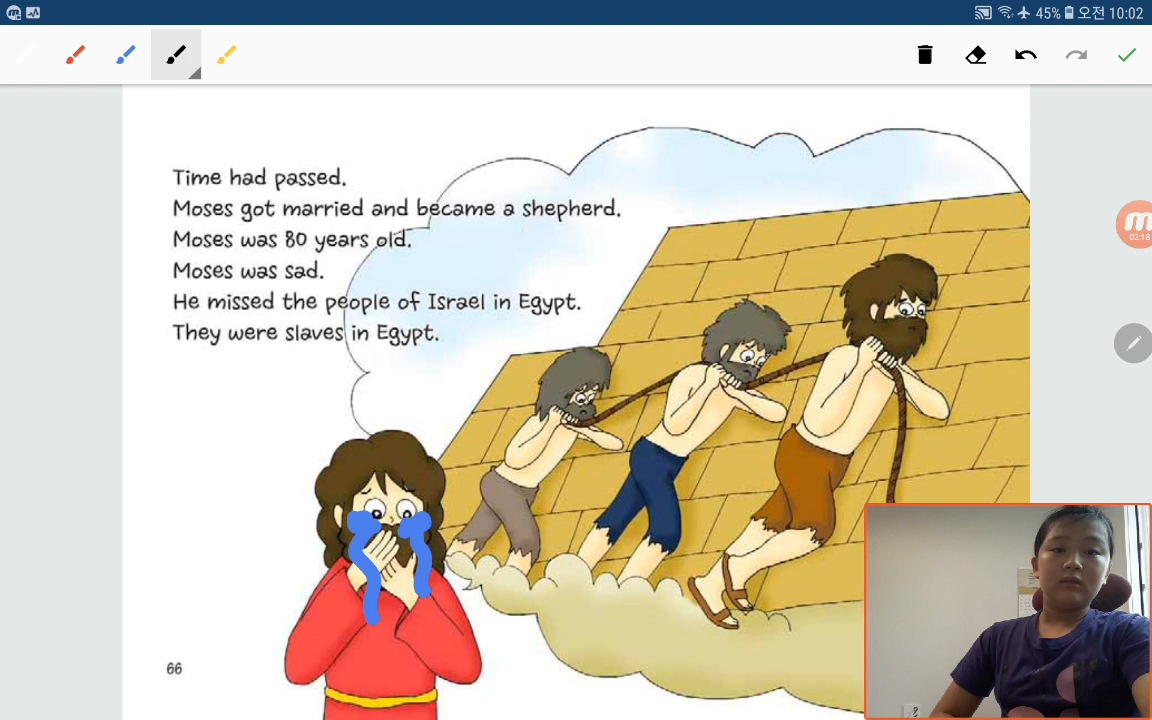 45% 오전 10:02
Time had passed.
Moses got married and became a shepherd.
Moses was 80 years old.
Moses was sad.
He missed the people of Israel in Egypt.
They were slaves in Egypt.
02:18
66